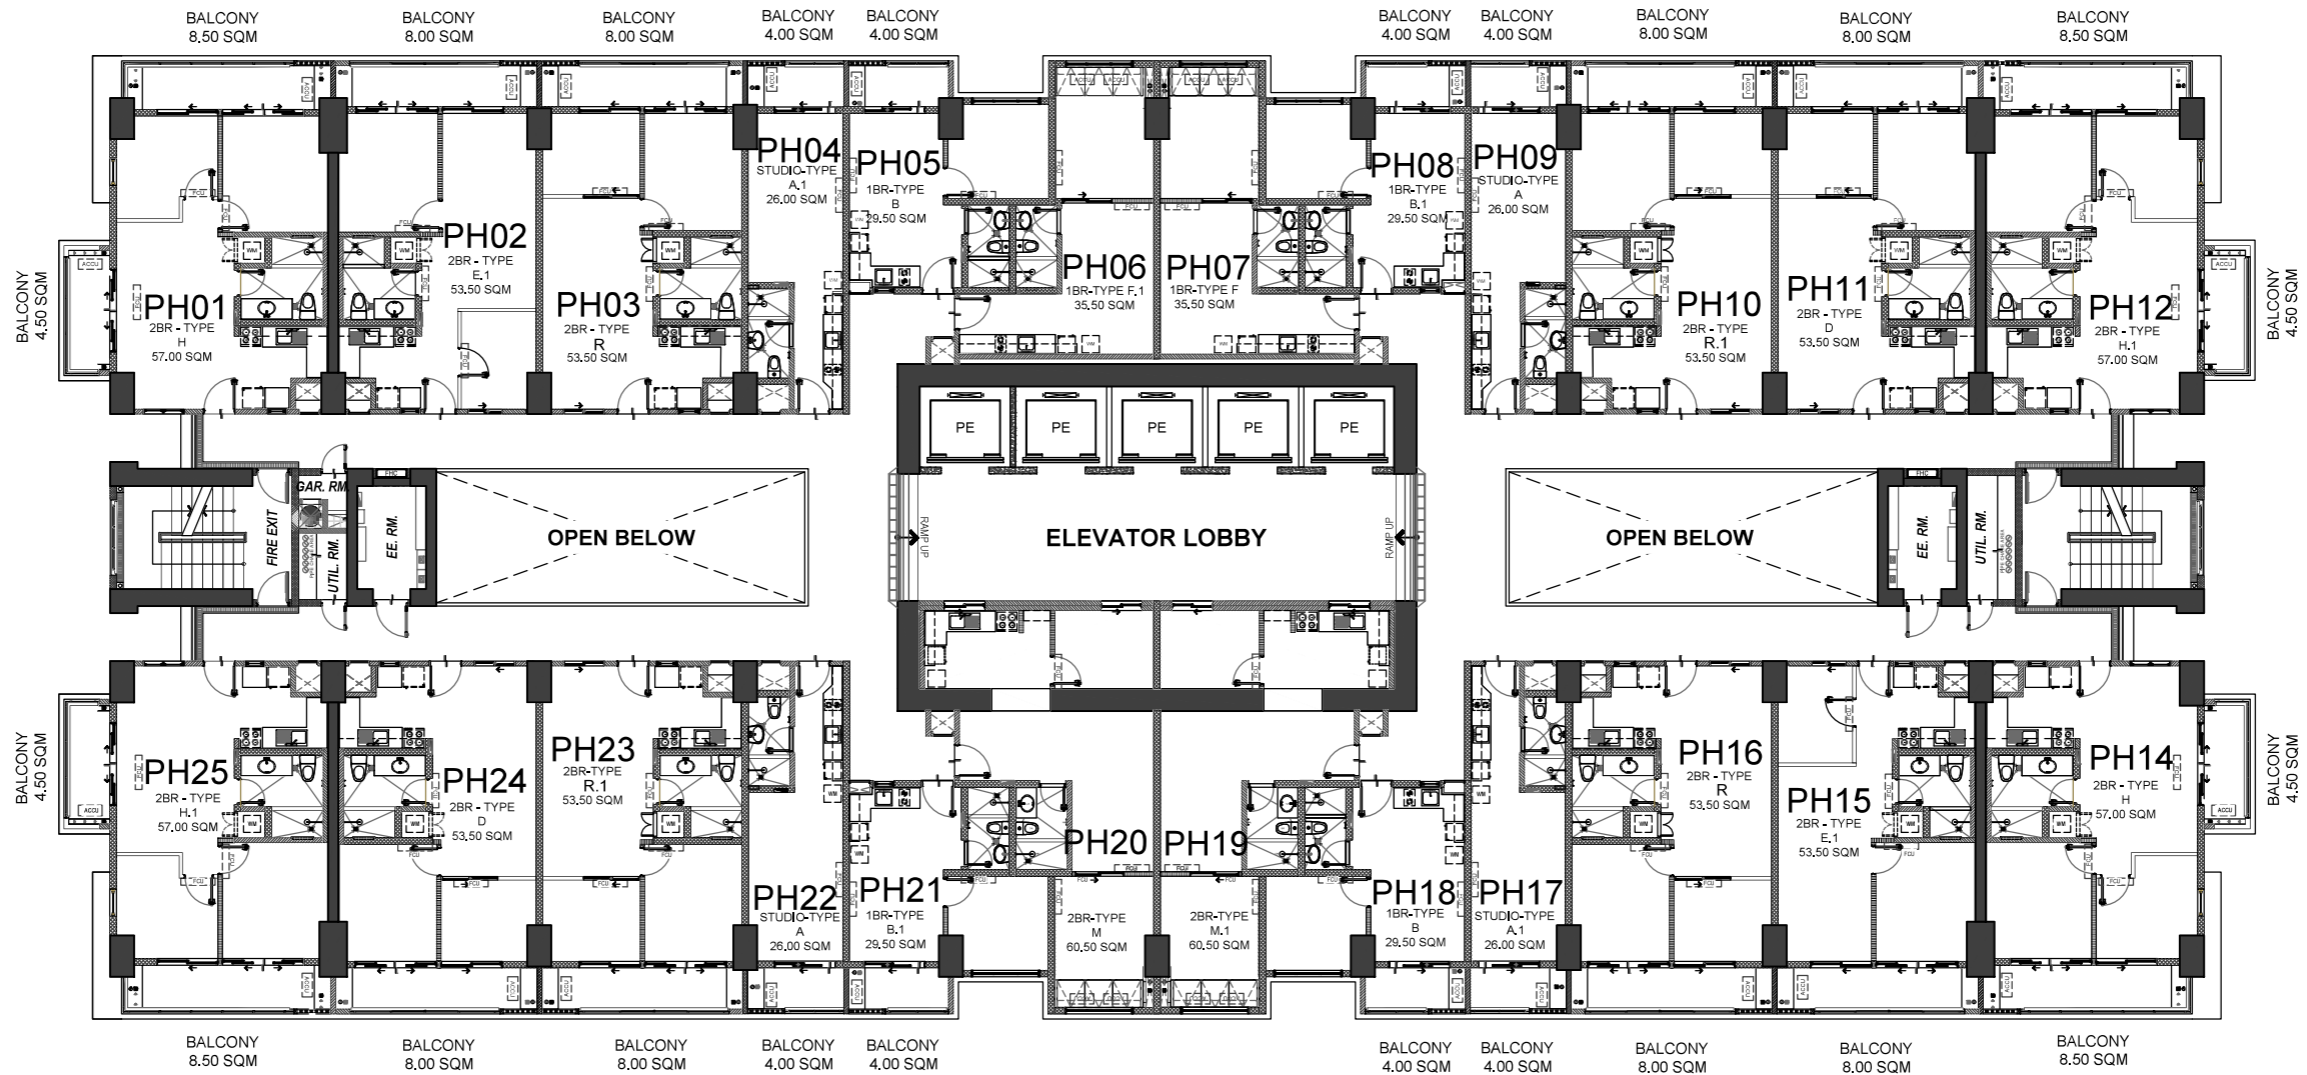 BALCONY
8.50 SQM
BALCONY
8.00 SQM
BALCONY
8.00 SQM
BALCONY
4.00 SQM
BALCONY
4.00 SQM
BALCONY
4.00 SQM
BALCONY
4.00 SQM
BALCONY
8.00 SQM
BALCONY
8.00 SQM
BALCONY
8.50 SQM
BALCONY
4.50 SQM
PH01
2BR - TYPE
H
57.00 SQM
PH02
2BR - TYPE
E.1
53.50 SQM
PH03
2BR - TYPE
R
53.50 SQM
PH04
STUDIO-TYPE
A.1
26.00 SQM
PH05
1BR-TYPE
B
29.50 SQM
PH06
1BR-TYPE F.1
35.50 SQM
PH07
1BR-TYPE F
35.50 SQM
PH08
1BR-TYPE
B.1
29.50 SQM
PH09
STUDIO-TYPE
A
26.00 SQM
PH10
2BR - TYPE
R.1
53.50 SQM
PH11
2BR - TYPE
D
53.50 SQM
PH12
2BR - TYPE
H.1
57.00 SQM
BALCONY
4.50 SQM
PE
PE
PE
PE
PE
FIRE EXIT
GAR. RM.
UTIL. RM.
FHC
EE. RM.
OPEN BELOW
RAMP UP
ELEVATOR LOBBY
RAMP UP
OPEN BELOW
FHC
EE. RM.
UTIL. RM.
BALCONY
4.50 SQM
PH25
2BR - TYPE
H.1
57.00 SQM
PH24
2BR - TYPE
D
53.50 SQM
PH23
2BR-TYPE
R.1
53.50 SQM
PH22
STUDIO-TYPE
A
26.00 SQM
PH21
1BR-TYPE
B.1
29.50 SQM
PH20
2BR-TYPE
M
60.50 SQM
PH19
2BR-TYPE
M.1
60.50 SQM
PH18
1BR-TYPE
B
29.50 SQM
PH17
STUDIO-TYPE
A.1
26.00 SQM
PH16
2BR - TYPE
R
53.50 SQM
PH15
2BR - TYPE
E.1
53.50 SQM
PH14
2BR - TYPE
H
57.00 SQM
BALCONY
4.50 SQM
BALCONY
8.50 SQM
BALCONY
8.00 SQM
BALCONY
8.00 SQM
BALCONY
4.00 SQM
BALCONY
4.00 SQM
BALCONY
4.00 SQM
BALCONY
4.00 SQM
BALCONY
8.00 SQM
BALCONY
8.00 SQM
BALCONY
8.50 SQM